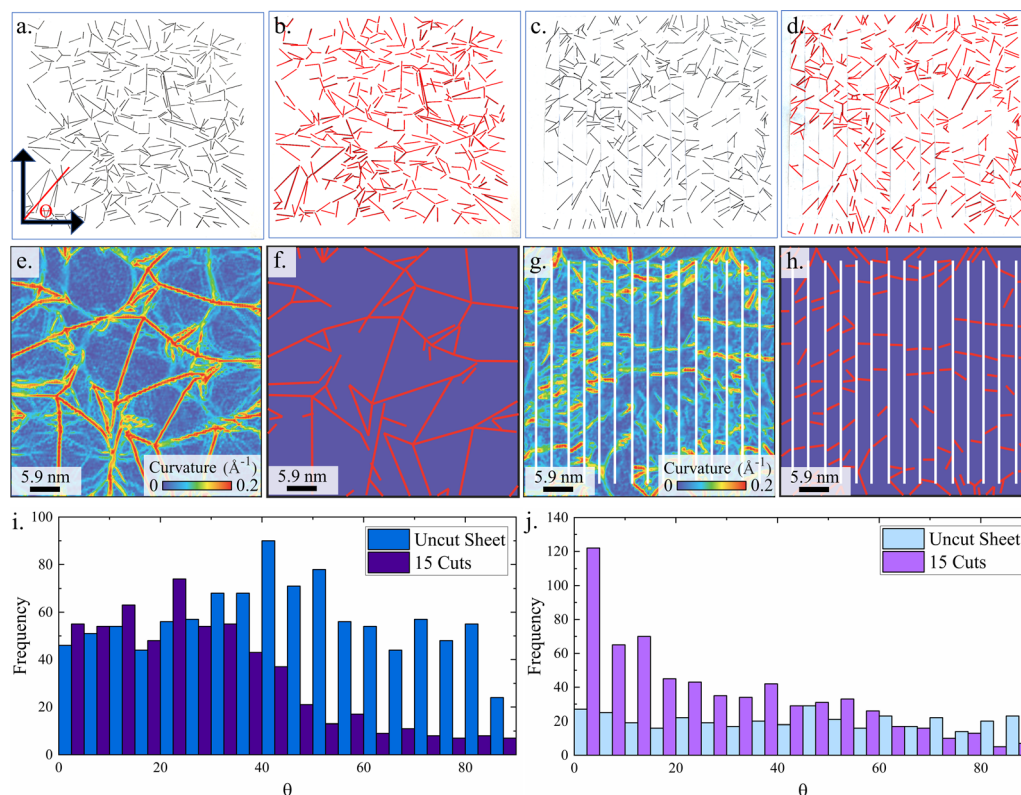 a.
b.
c.
d.
Θ
e.
f.
g.
h.
Curvature (Å⁻¹)
0 0.2
5.9 nm
5.9 nm
Curvature (Å⁻¹)
0 0.2
5.9 nm
5.9 nm
i.
Uncut Sheet
15 Cuts
Frequency
100
80
60
40
20
0
0 20 40 60 80
θ
j.
Uncut Sheet
15 Cuts
Frequency
140
120
100
80
60
40
20
0
0 20 40 60 80
θ